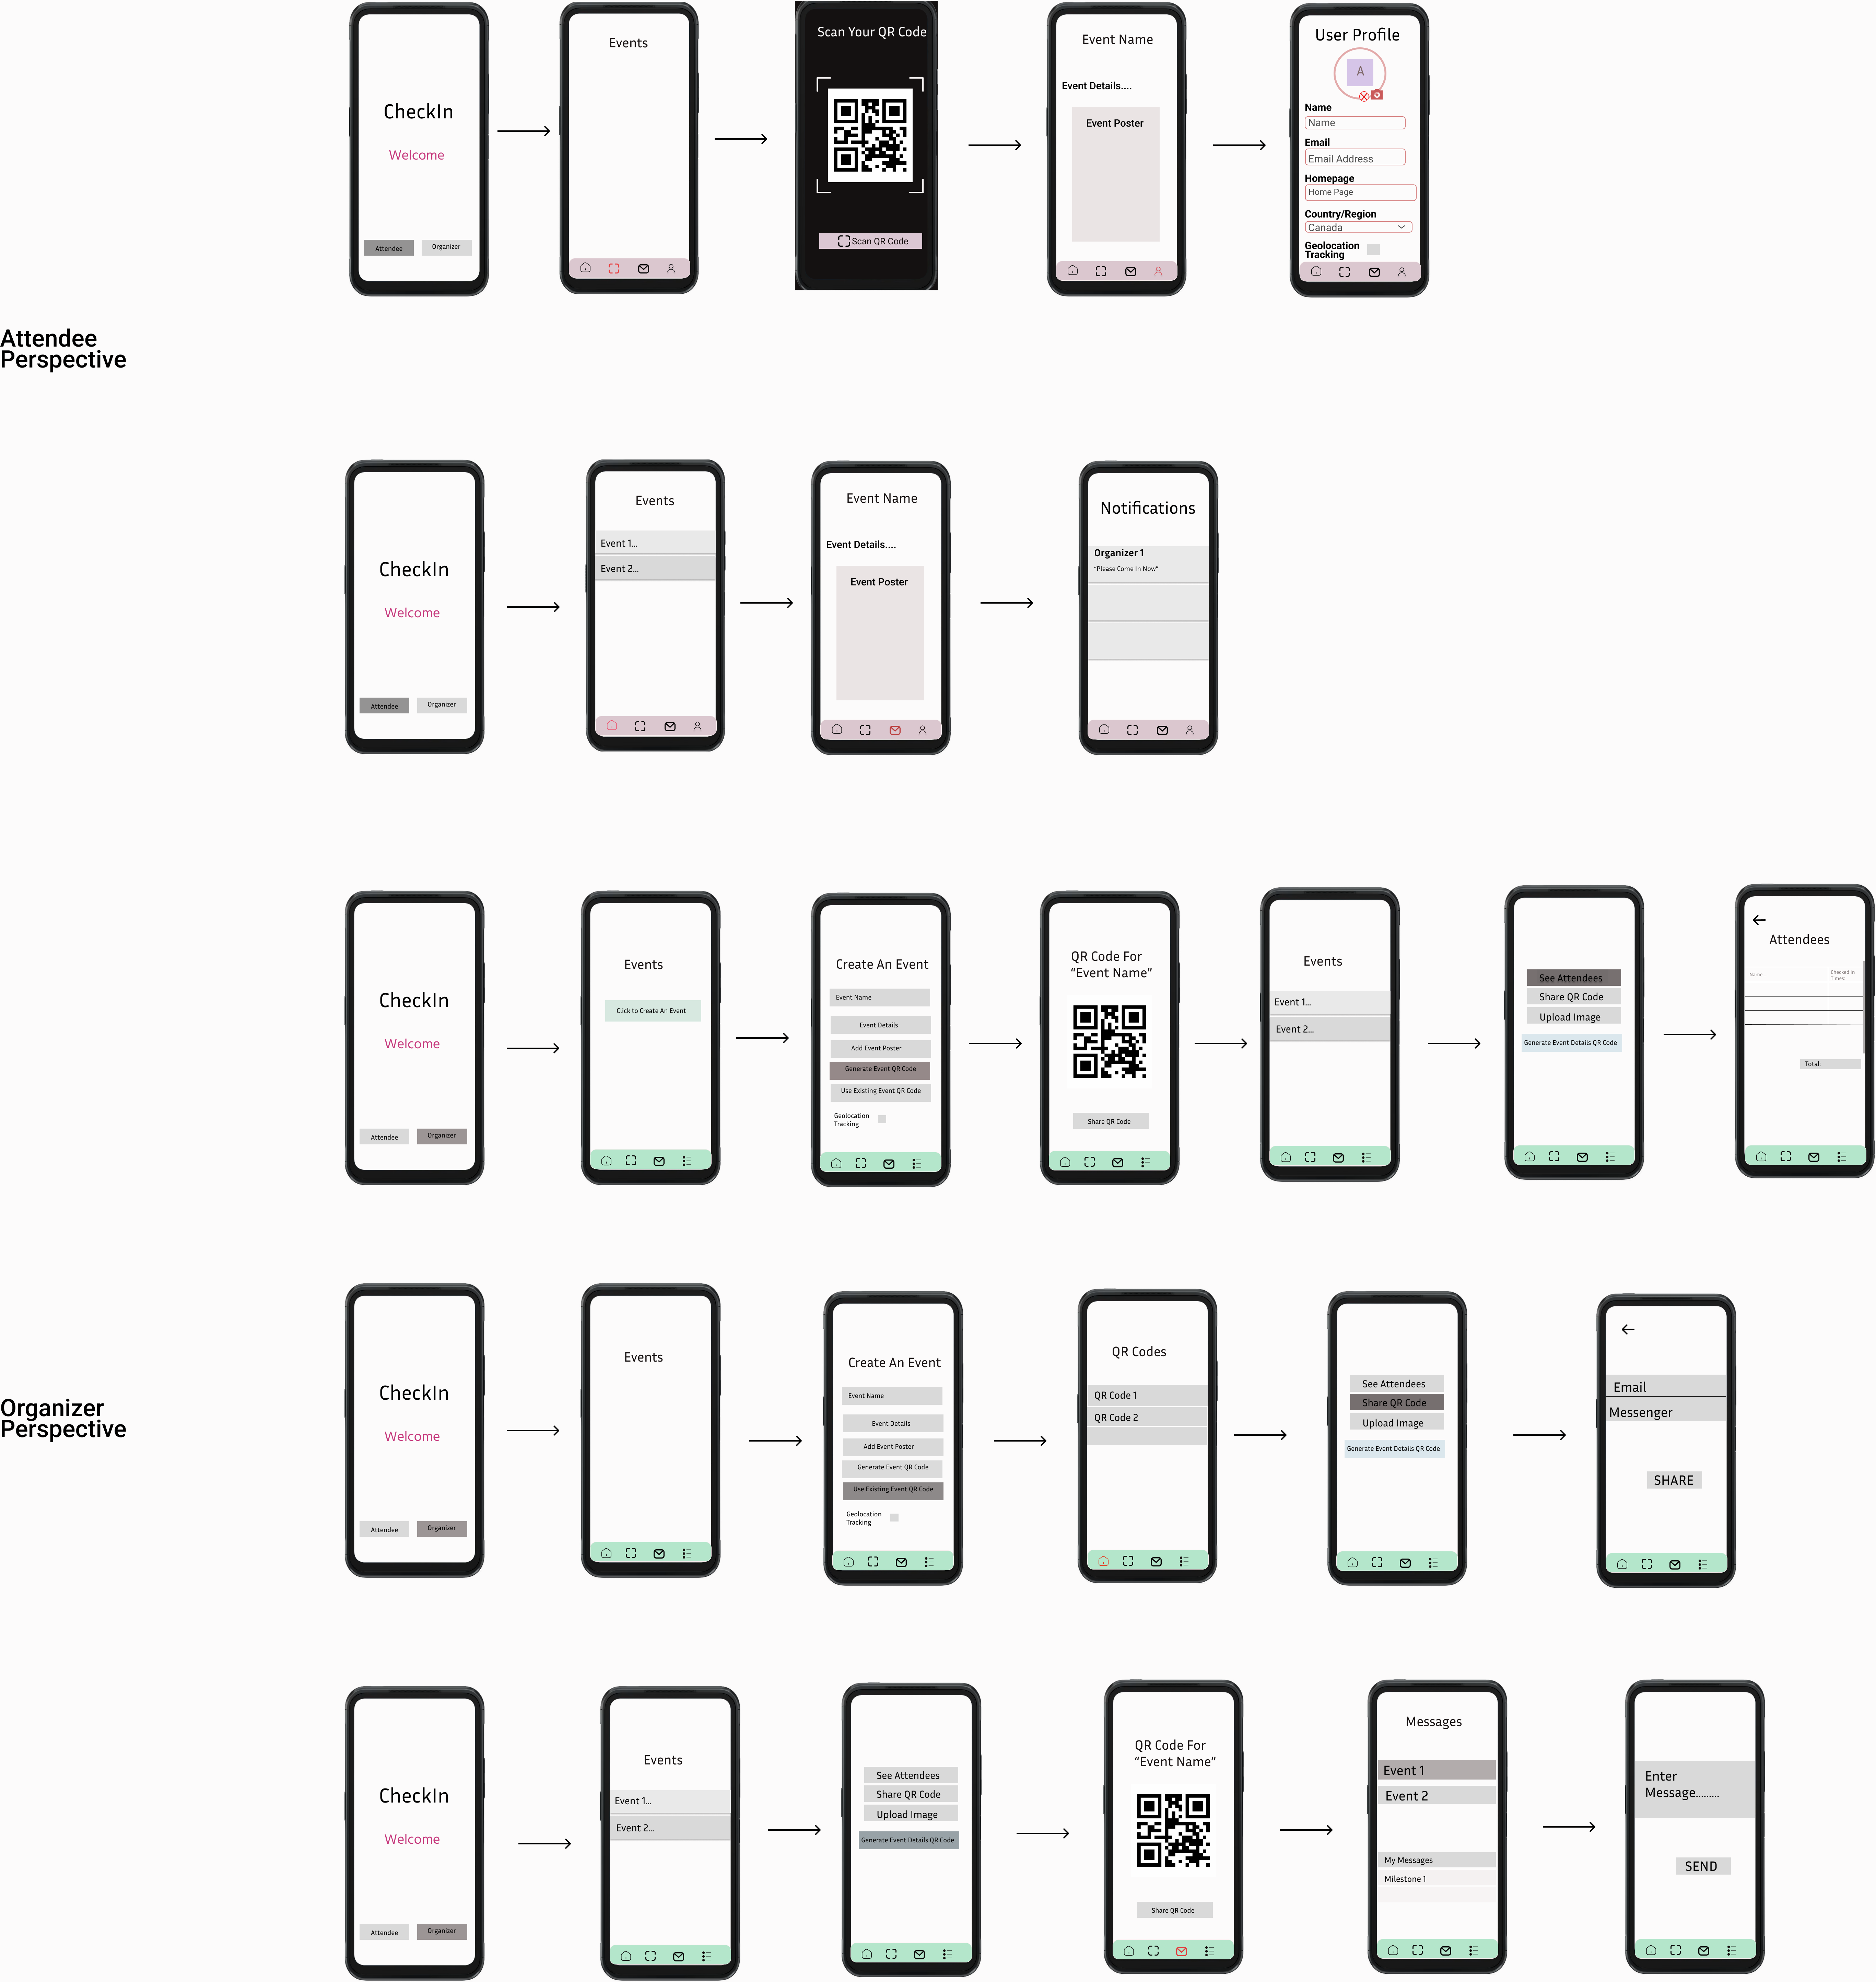 CheckIn
Welcome
Attendee
Organizer
Events
Scan Your QR Code
Scan QR Code
Event Name
Event Details....
Event Poster
User Profile
A
Name
Name
Email
Email Address
Homepage
Home Page
Country/Region
Canada
Geolocation
Tracking
Attendee
Perspective
CheckIn
Welcome
Attendee
Organizer
Events
Event 1...
Event 2...
Event Name
Event Details....
Event Poster
Notifications
Organizer 1
"Please Come In Now"
CheckIn
Welcome
Attendee
Organizer
Events
Click to Create An Event
Create An Event
Event Name
Event Details
Add Event Poster
Generate Event QR Code
Use Existing Event QR Code
Geolocation
Tracking
QR Code For
“Event Name”
Share QR Code
Events
Event 1...
Event 2...
See Attendees
Share QR Code
Upload Image
Generate Event Details QR Code
Attendees
Name....
Checked In
Times
Total:
Organizer
Perspective
CheckIn
Welcome
Attendee
Organizer
Events
Create An Event
Event Name
Event Details
Add Event Poster
Generate Event QR Code
Use Existing Event QR Code
Geolocation
Tracking
QR Codes
QR Code 1
QR Code 2
See Attendees
Share QR Code
Upload Image
Generate Event Details QR Code
Email
Messenger
SHARE
CheckIn
Welcome
Attendee
Organizer
Events
Event 1...
Event 2...
See Attendees
Share QR Code
Upload Image
Generate Event Details QR Code
QR Code For
“Event Name”
Share QR Code
Messages
Event 1
Event 2
My Messages
Milestone 1
Enter
Message.........
SEND